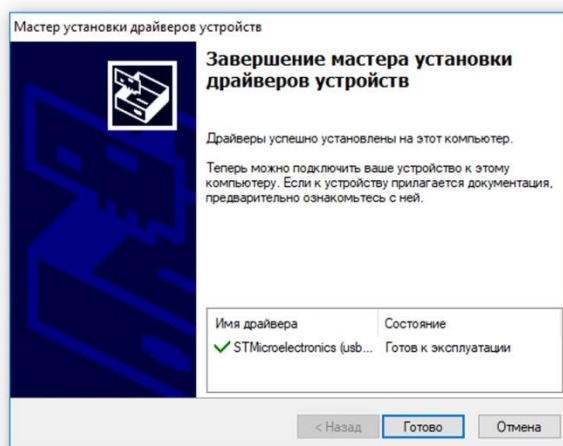 Мастер установки драйверов устройств
Завершение мастера установки
драйверов устройств
Драйверы успешно установлены на этот компьютер.
Теперь можно подключить ваше устройство к этому
компьютеру. Если к устройству прилагается документация,
предварительно ознакомьтесь с ней.
Имя драйвера Состояние
STMicroelectronics (usb... Готов к эксплуатации
< Назад Готово Отмена